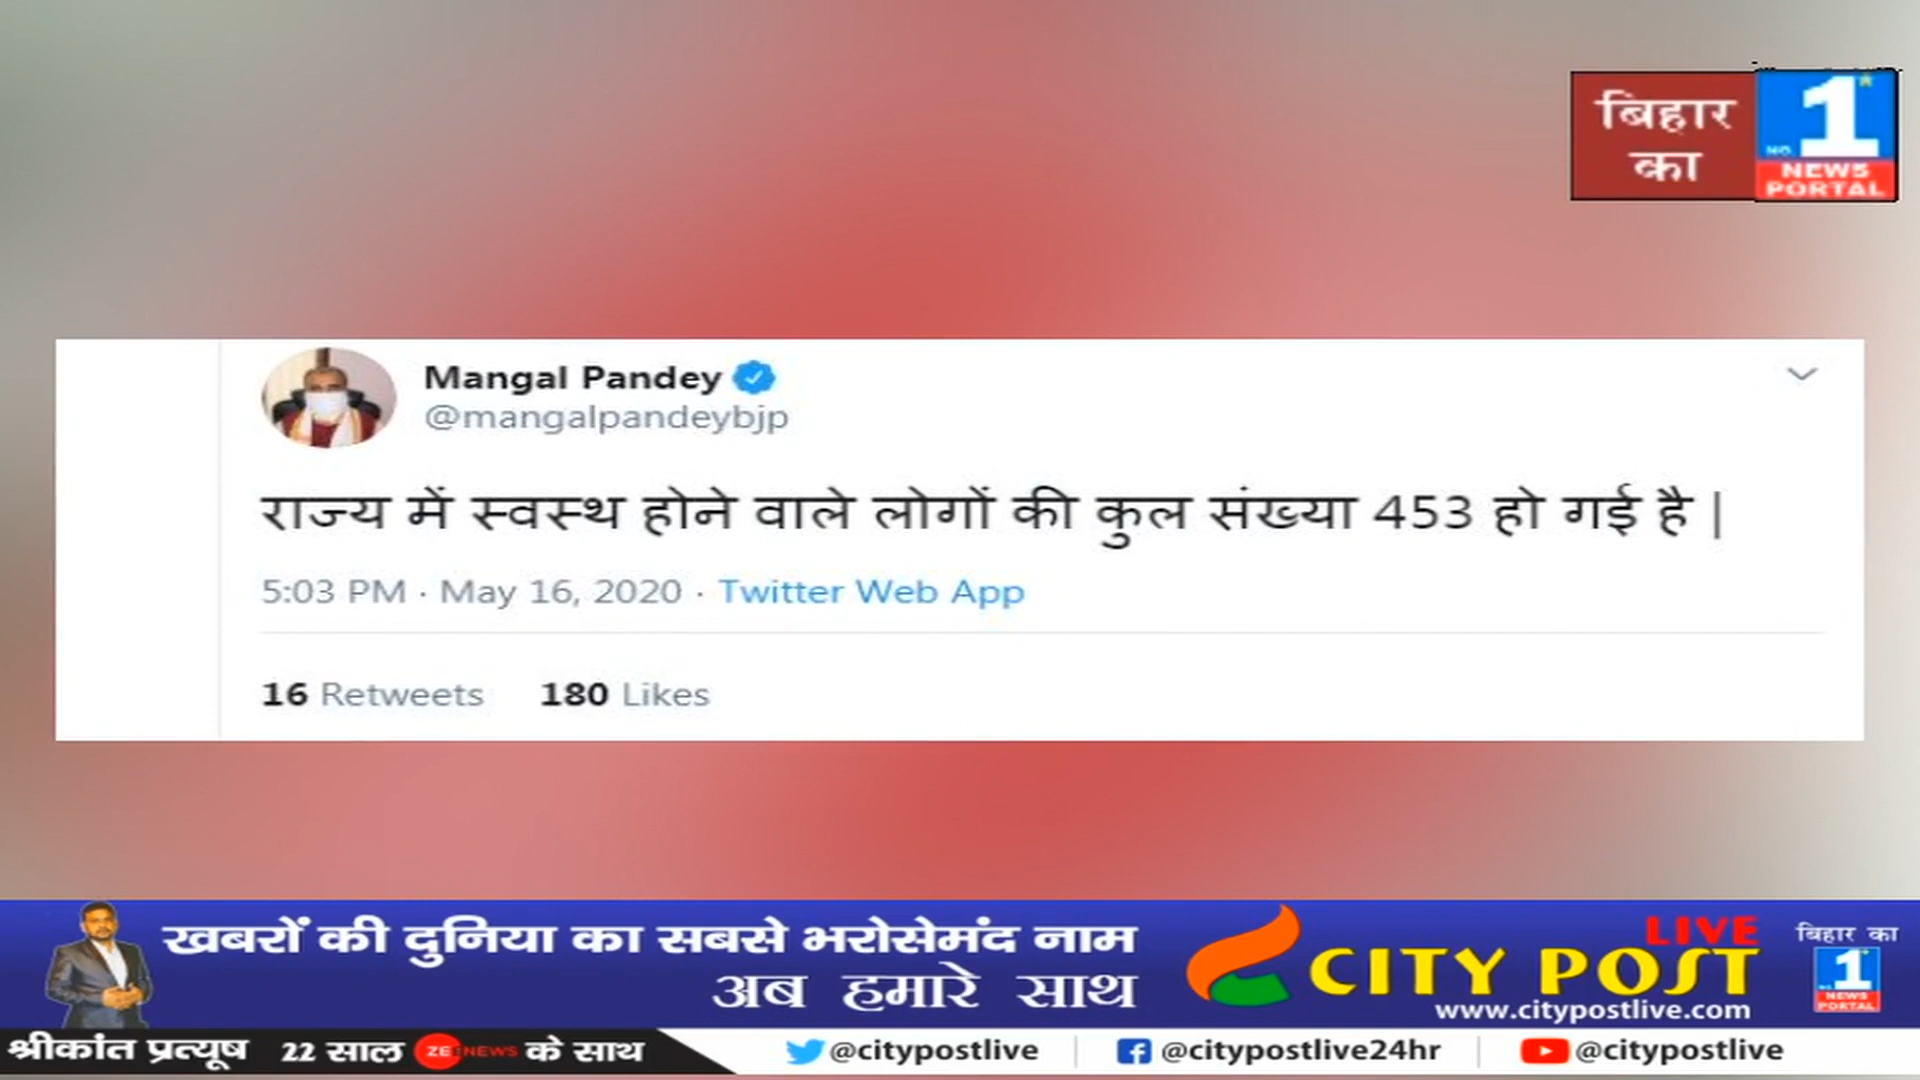 बिहार
का
NO. 1
NEWS
PORTAL
Mangal Pandey
@mangalpandeybjp
राज्य में स्वस्थ होने वाले लोगों की कुल संख्या 453 हो गई है |
5:03 PM · May 16, 2020 · Twitter Web App
16 Retweets 180 Likes
खबरों की दुनिया का सबसे भरोसेमंद नाम
अब हमारे साथ
LIVE
CITY POST
www.citypostlive.com
बिहार का
1
NEWS
PORTAL
श्रीकांत प्रत्यूष 22 साल ZEE NEWS के साथ
@citypostlive @citypostlive24hr @citypostlive